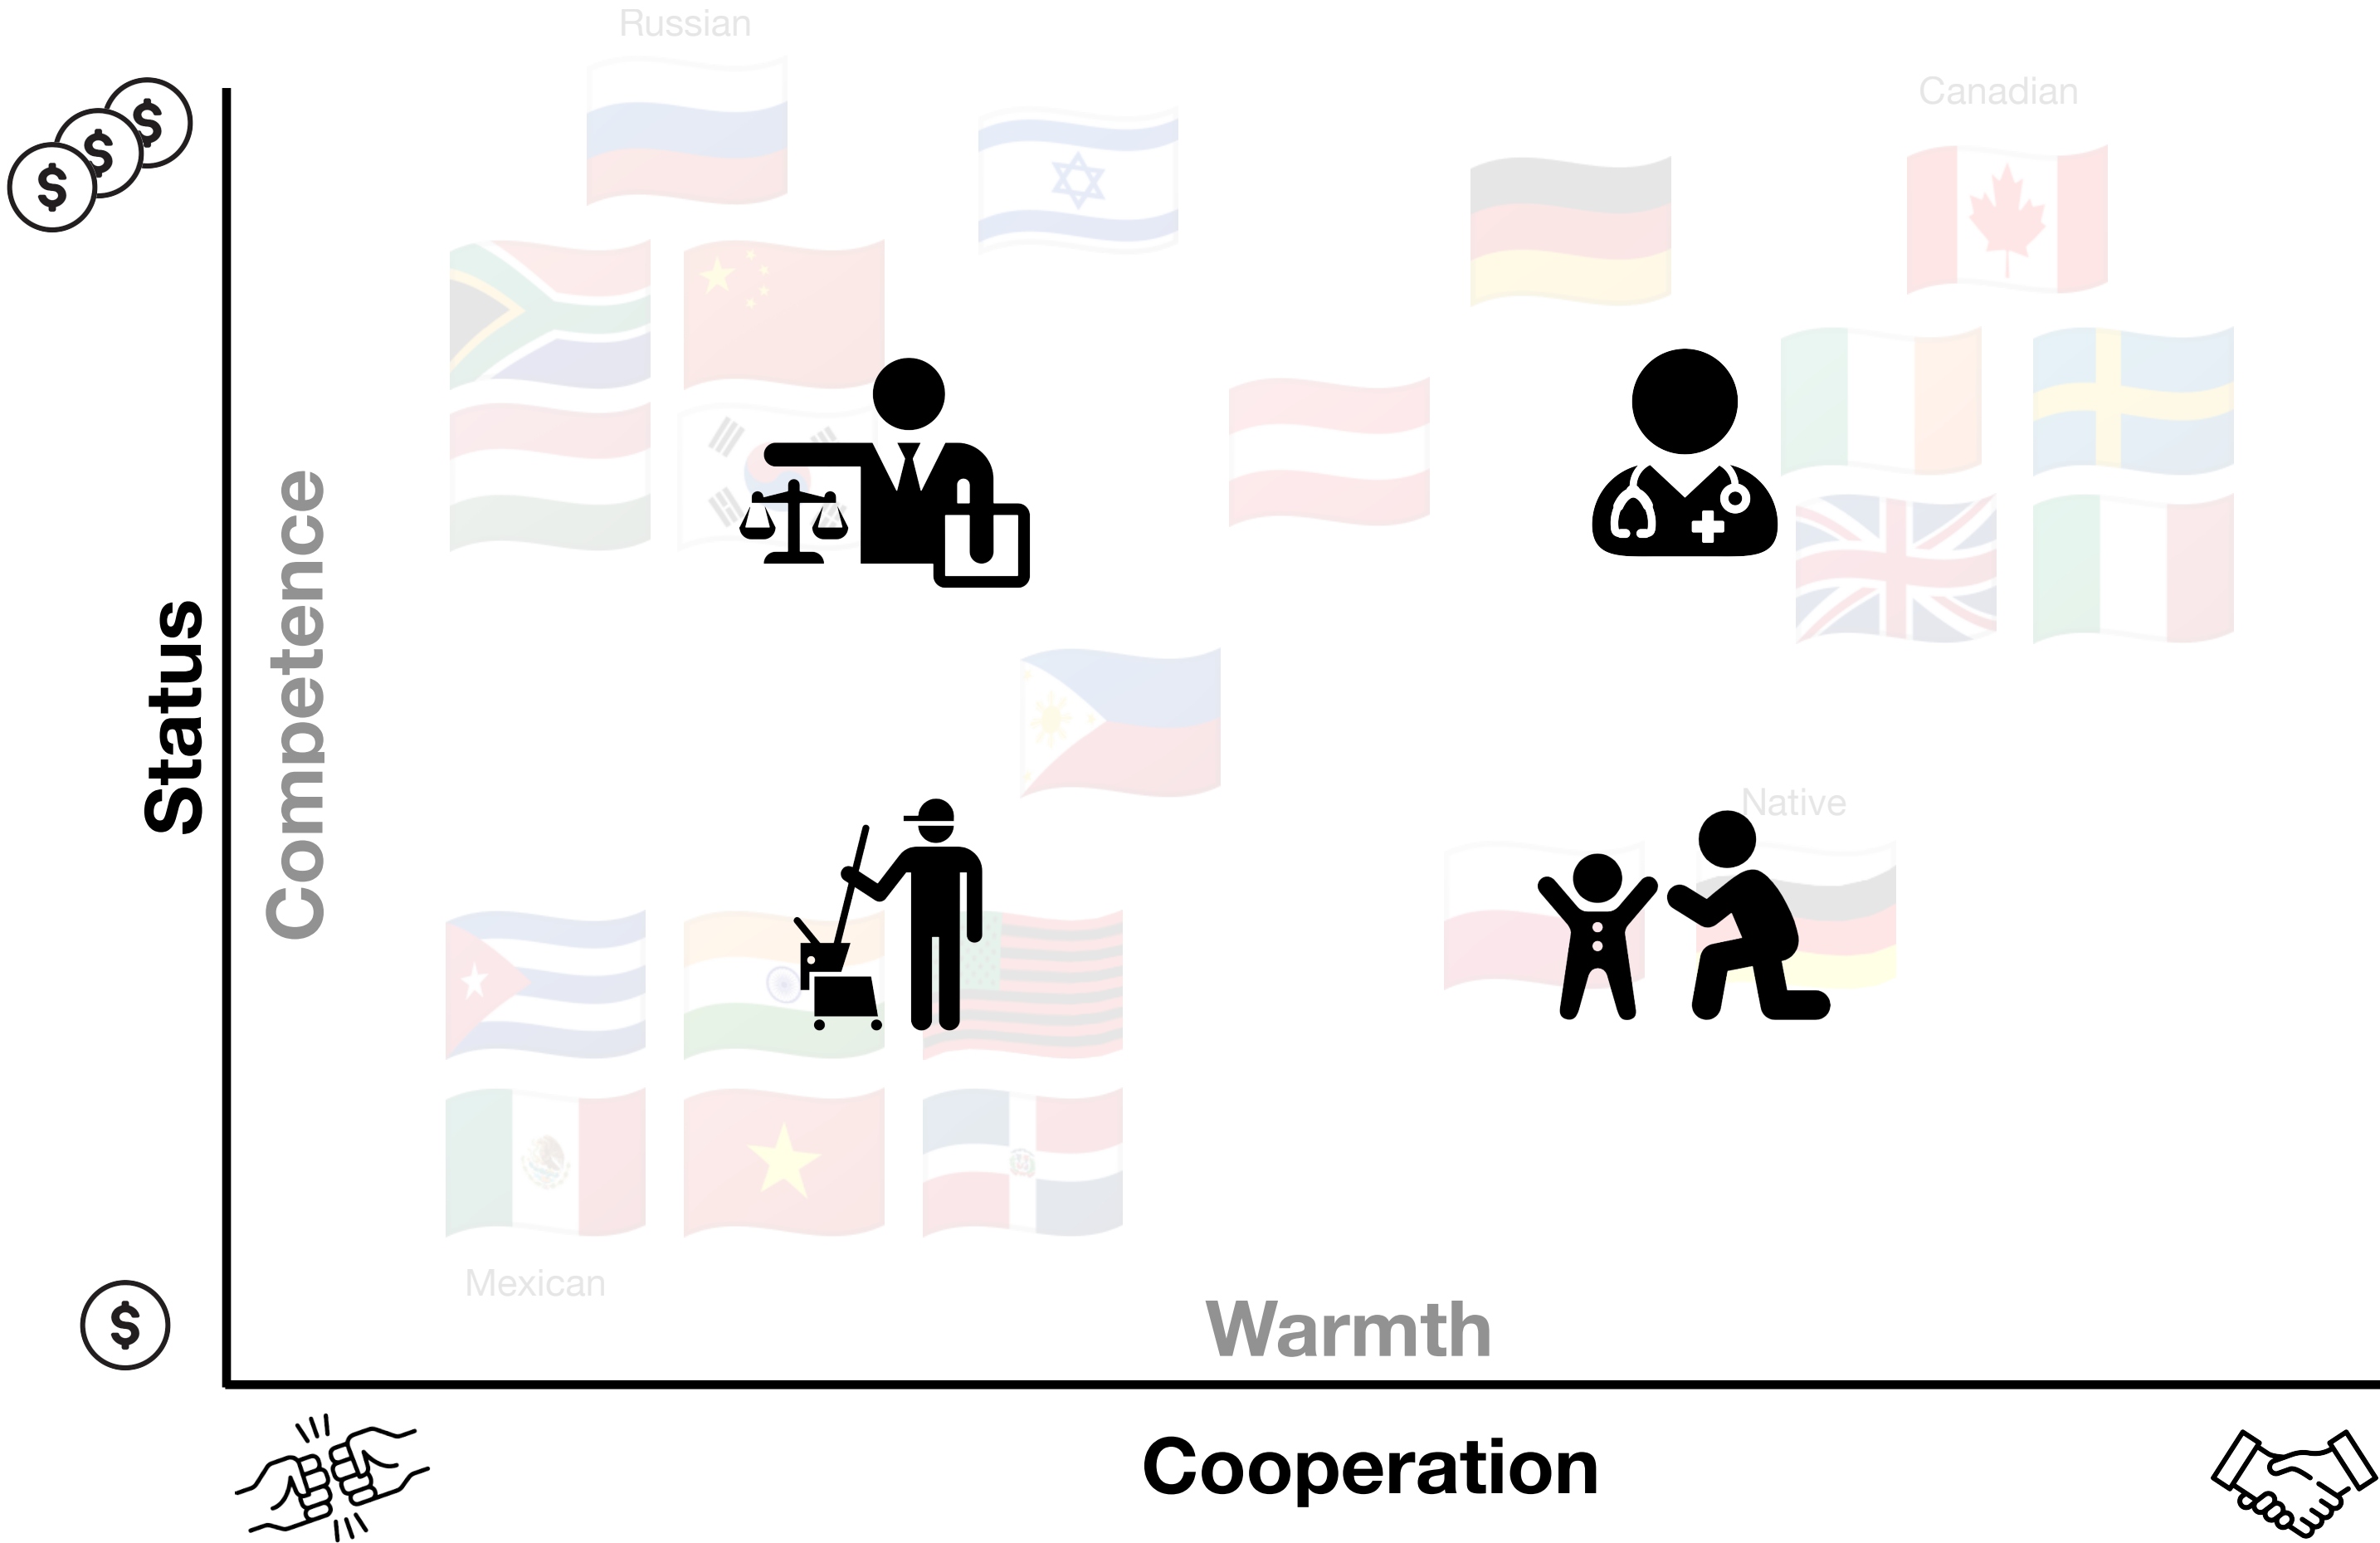 Russian
Canadian
$ $ $
Status
Competence
Native
Mexican
$
Warmth
Cooperation